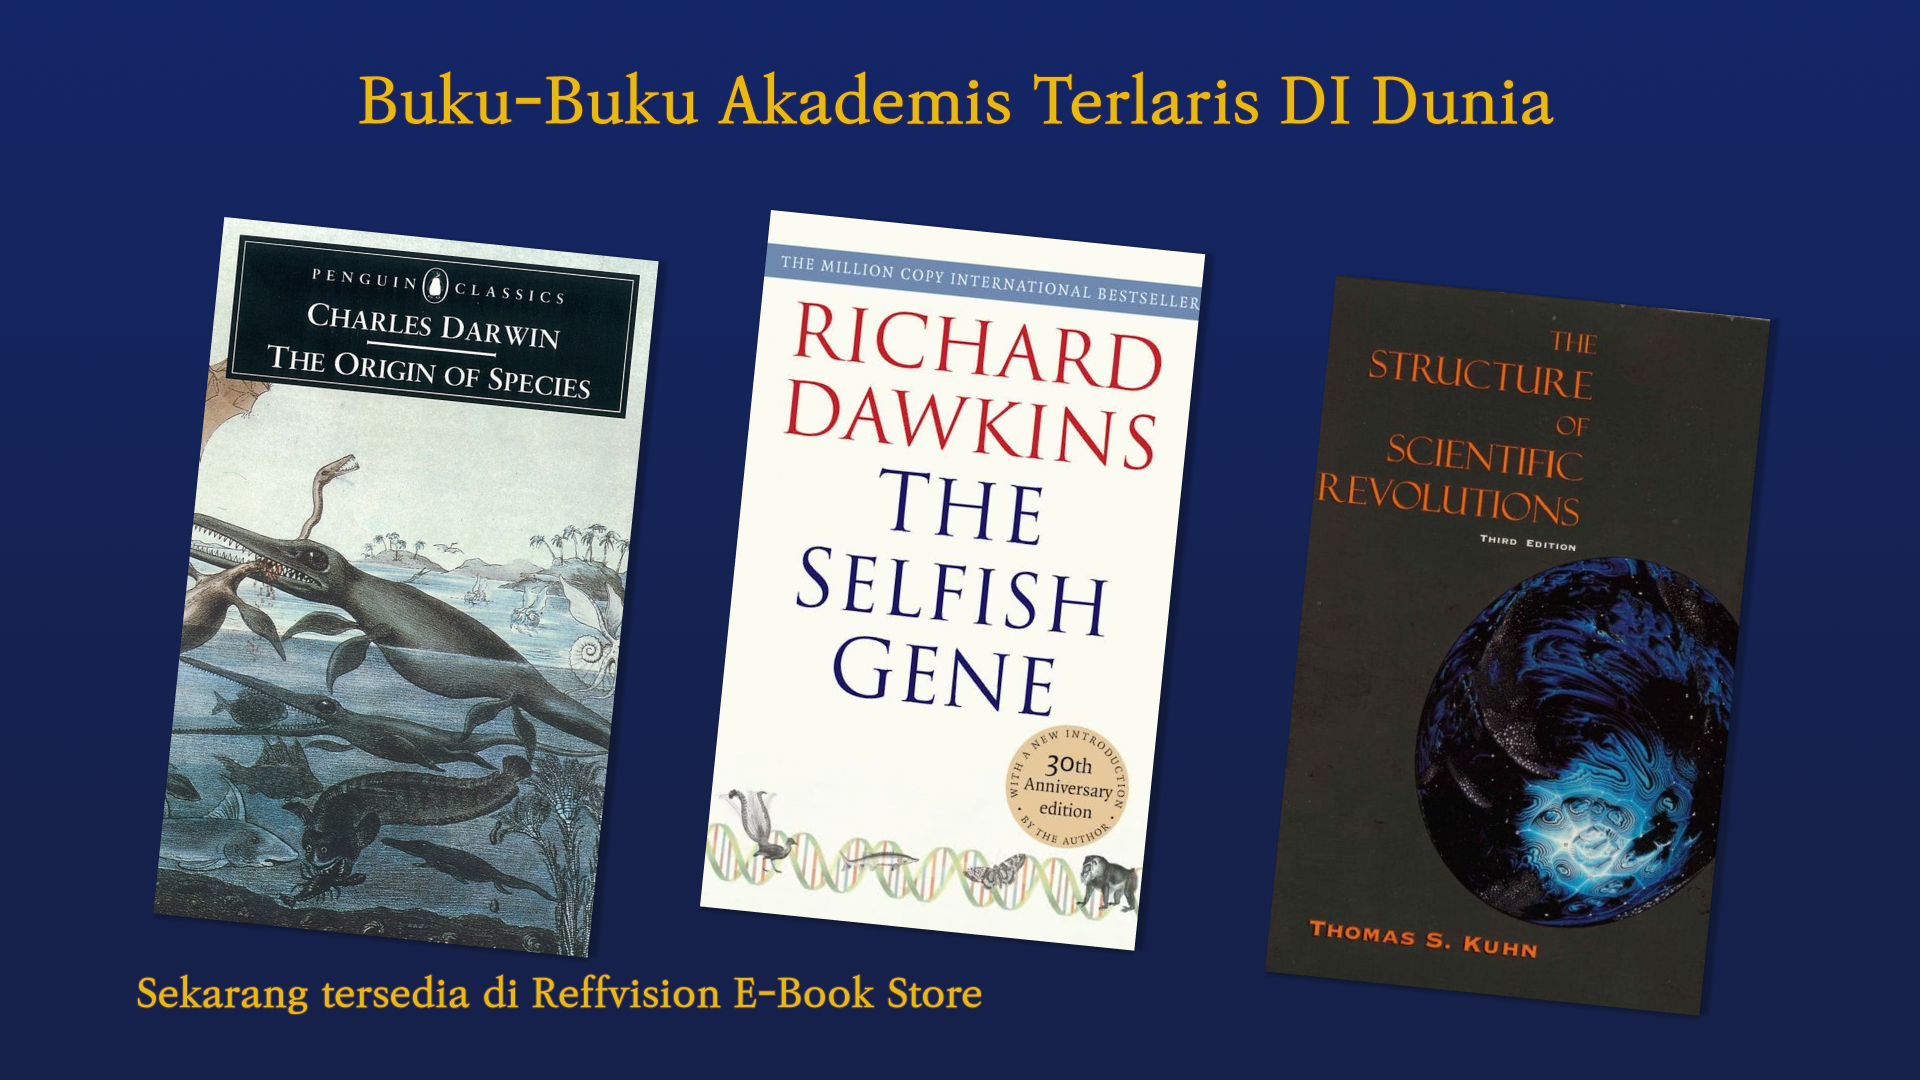 Buku-Buku Akademis Terlaris DI Dunia
PENGUIN CLASSICS
CHARLES DARWIN
THE ORIGIN OF SPECIES
THE MILLION COPY INTERNATIONAL BESTSELLER
RICHARD
DAWKINS
THE
SELFISH
GENE
WITH A NEW INTRODUCTION
30th
Anniversary
edition
• BY THE AUTHOR •
THE
STRUCTURE
OF
SCIENTIFIC
REVOLUTIONS
THIRD EDITION
THOMAS S. KUHN
Sekarang tersedia di Reffvision E-Book Store